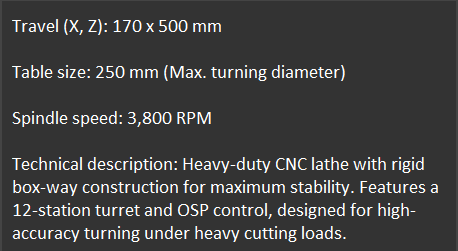 Travel (X, Z): 170 x 500 mm
Table size: 250 mm (Max. turning diameter)
Spindle speed: 3,800 RPM
Technical description: Heavy-duty CNC lathe with rigid
box-way construction for maximum stability. Features a
12-station turret and OSP control, designed for high-
accuracy turning under heavy cutting loads.